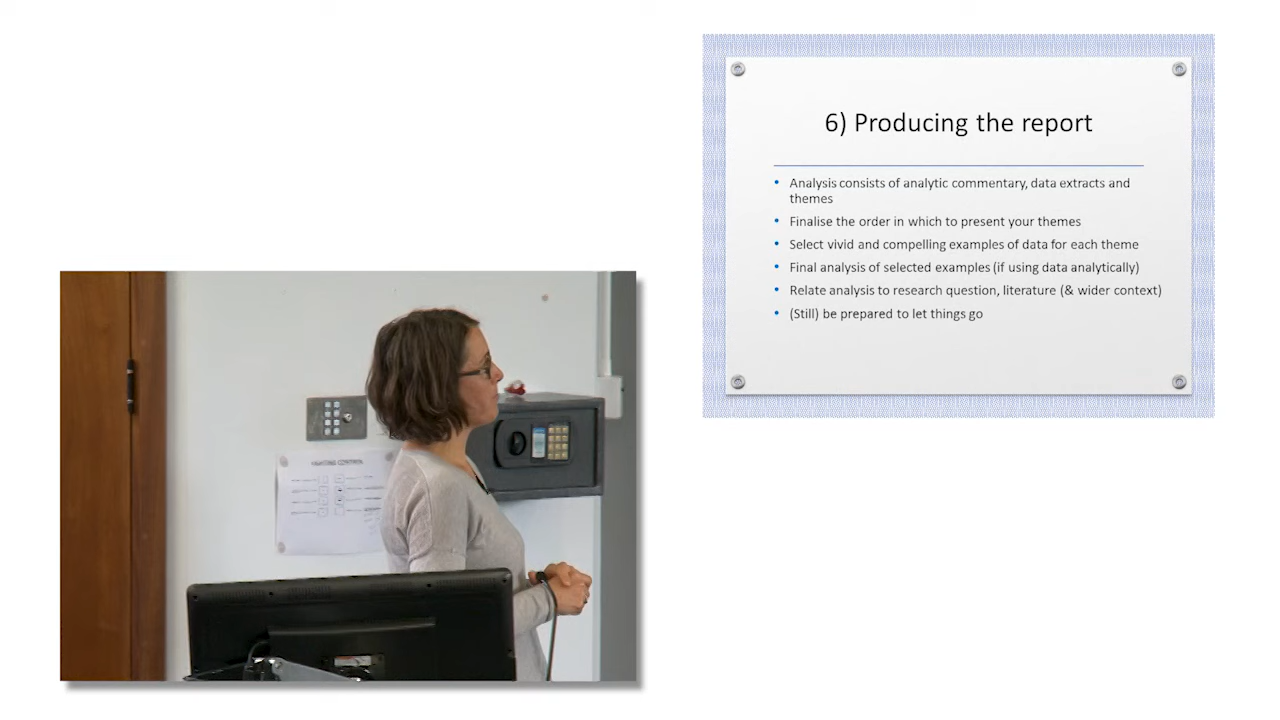 6) Producing the report
• Analysis consists of analytic commentary, data extracts and
themes
• Finalise the order in which to present your themes
• Select vivid and compelling examples of data for each theme
• Final analysis of selected examples (if using data analytically)
• Relate analysis to research question, literature (& wider context)
• (Still) be prepared to let things go